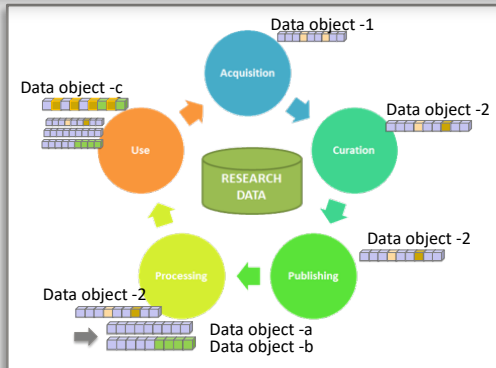 Data object -1
Acquisition
Data object -c
Data object -2
Use
Curation
RESEARCH
DATA
Data object -2
Processing
Publishing
Data object -2
Data object -a
Data object -b